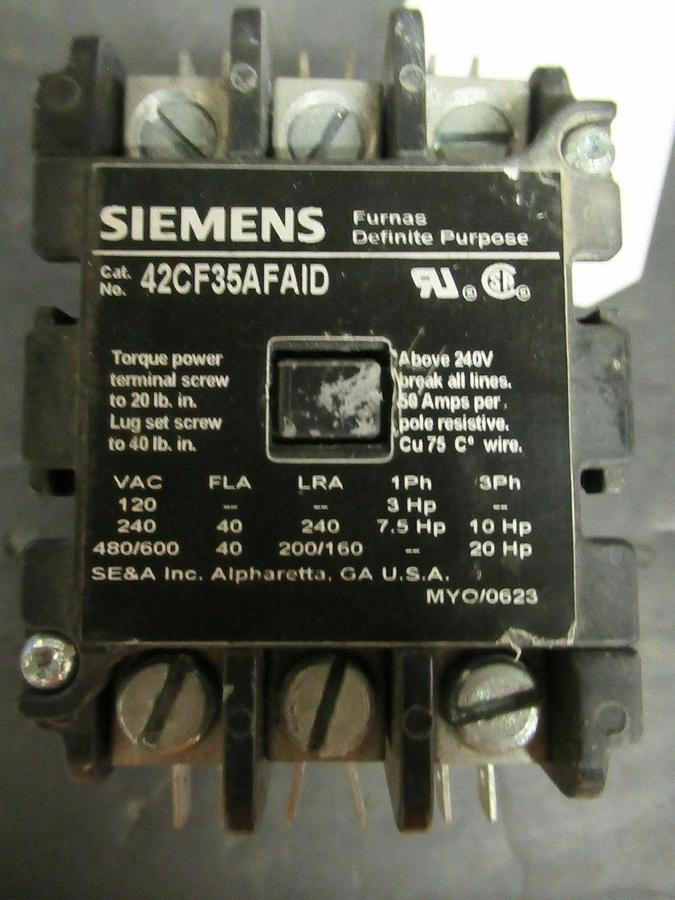 SIEMENS Furnas
Definite Purpose
Cat.
No. 42CF35AFAID
Torque power
terminal screw
to 20 lb. in.
Lug set screw
to 40 lb. in.
Above 240V
break all lines.
50 Amps per
pole resistive.
Cu 75 C° wire.
VAC FLA LRA 1Ph 3Ph
120 -- -- 3 Hp --
240 40 240 7.5 Hp 10 Hp
480/600 40 200/160 -- 20 Hp
SE&A Inc. Alpharetta, GA U.S.A.
MYO/0623